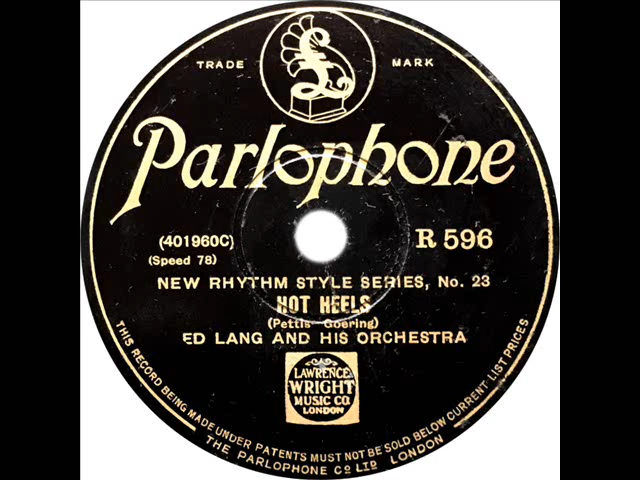 TRADE MARK
Parlophone
(401960C) R 596
(Speed 78)
NEW RHYTHM STYLE SERIES, No. 23
HOT HEELS
(Pettis Goering)
ED LANG AND HIS ORCHESTRA
LAWRENCE
WRIGHT
MUSIC CO.
LONDON
THIS RECORD BEING MADE UNDER PATENTS MUST NOT BE SOLD BELOW CURRENT LIST PRICES
THE PARLOPHONE CO LTD LONDON